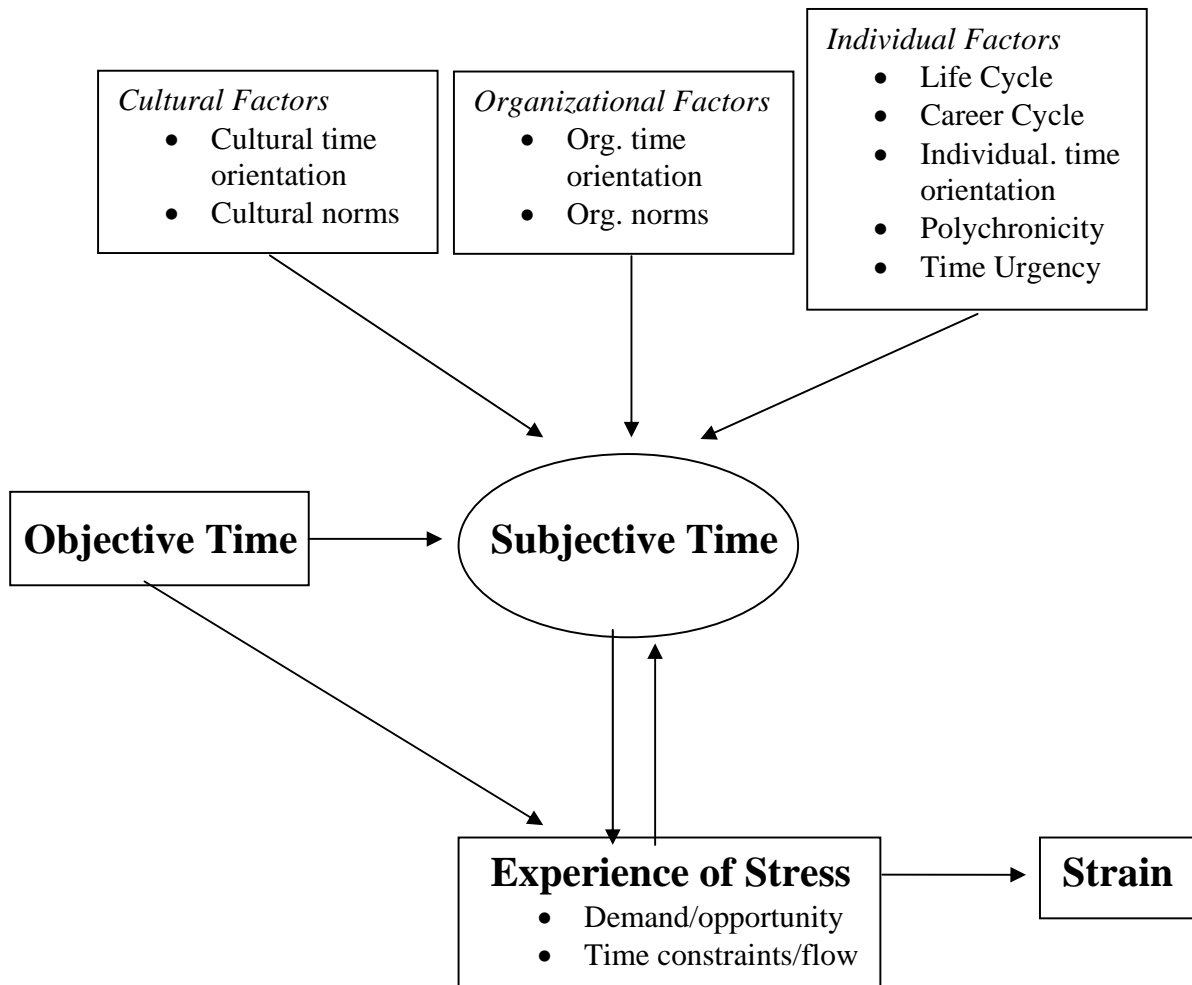 Cultural Factors
• Cultural time
orientation
• Cultural norms
Organizational Factors
• Org. time
orientation
• Org. norms
Individual Factors
• Life Cycle
• Career Cycle
• Individual. time
orientation
• Polychronicity
• Time Urgency
Objective Time
Subjective Time
Experience of Stress
• Demand/opportunity
• Time constraints/flow
Strain